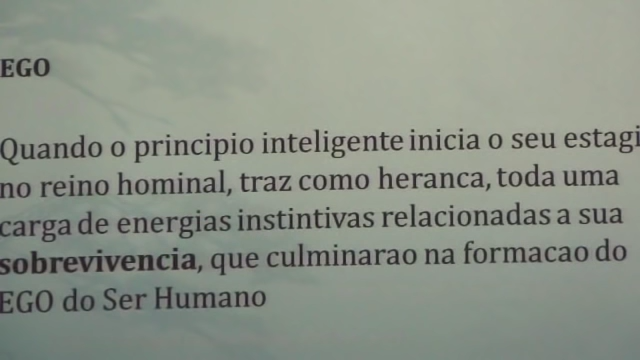 EGO
Quando o principio inteligente inicia o seu estagi
no reino hominal, traz como heranca, toda uma
carga de energias instintivas relacionadas a sua
sobrevivencia, que culminarao na formacao do
EGO do Ser Humano